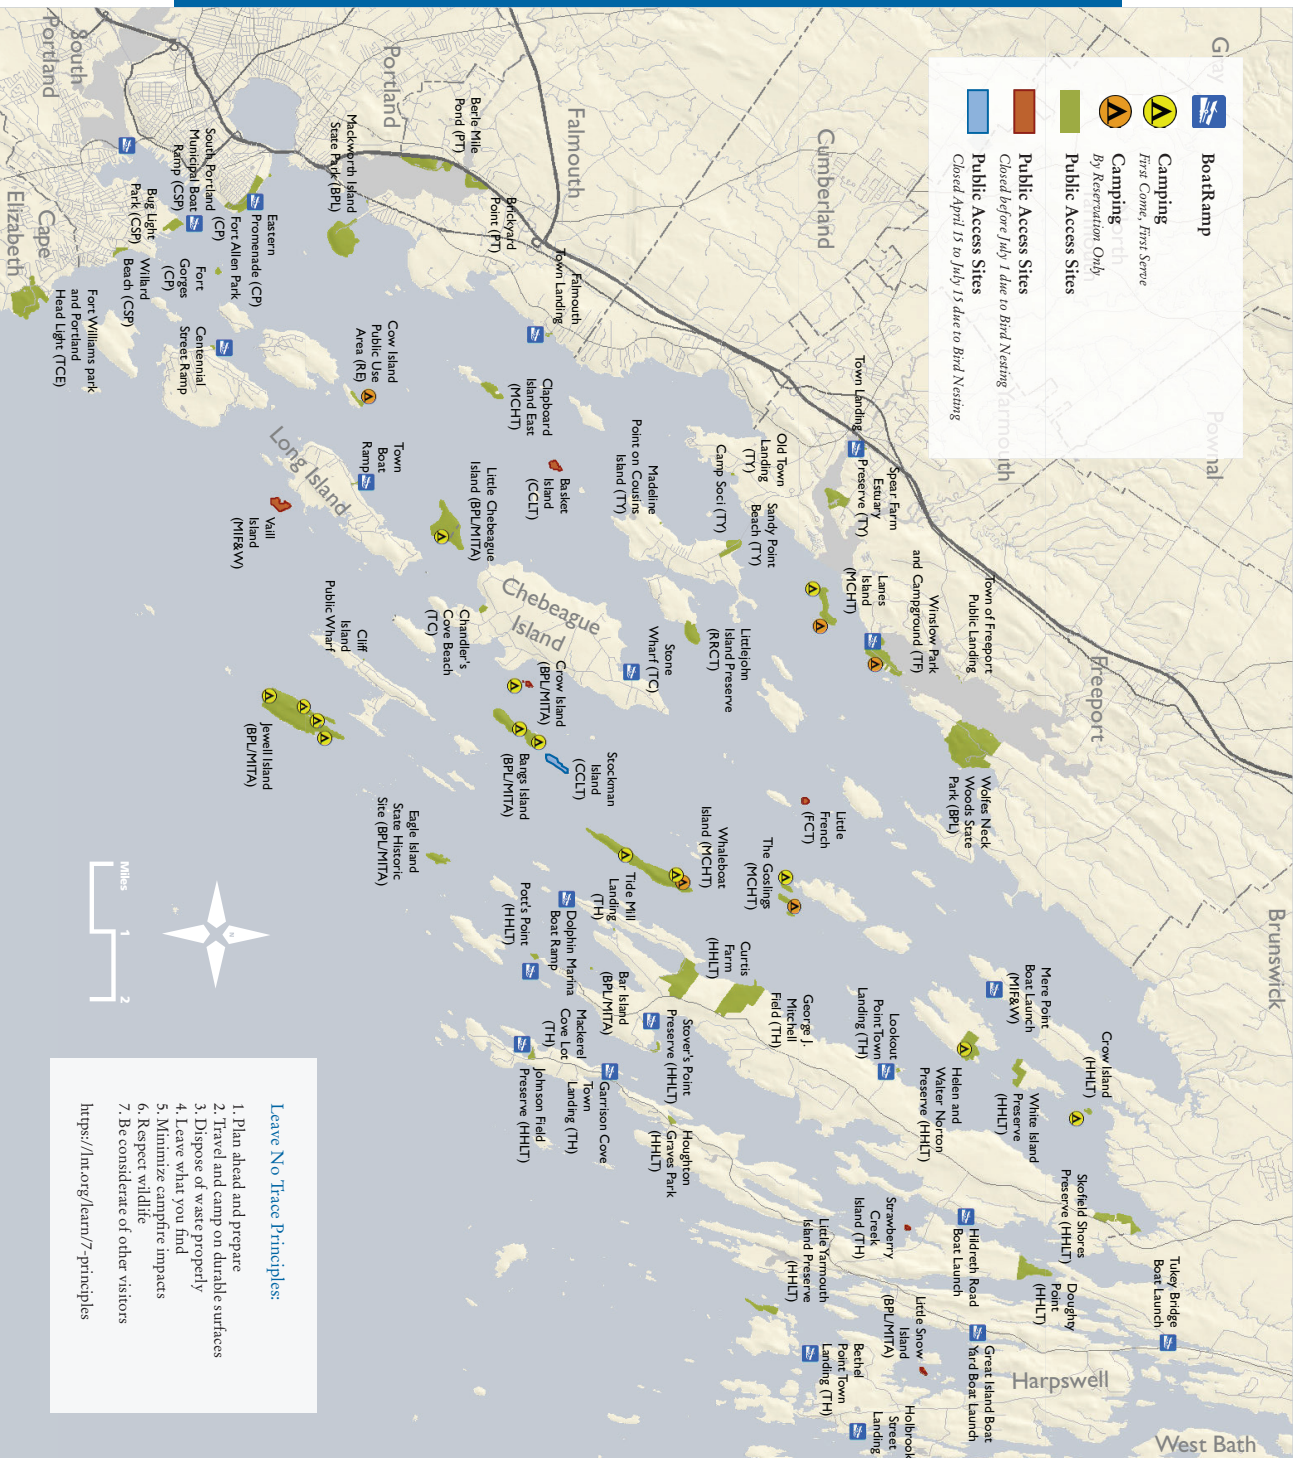 BoatRamp
Camping
First Come, First Serve
Camping
By Reservation Only
Public Access Sites
Public Access Sites
Closed before July 1 due to Bird Nesting
Public Access Sites
Closed April 15 to July 15 due to Bird Nesting
Gray
Pownal
North
Yarmouth
Cumberland
Falmouth
Portland
South
Portland
Cape
Elizabeth
Freeport
Brunswick
Harpswell
West Bath
Long Island
Chebeague
Island
Berle Mile
Pond (PT)
Brickyard
Point (PT)
Mackworth Island
State Park (BPL)
South Portland
Municipal Boat
Ramp (CSP)
Bug Light
Park (CSP)
Eastern
Promenade (CP)
Fort Allen Park
(CP)
Fort
Gorges
(CP)
Willard
Beach (CSP)
Fort Williams park
and Portland
Head Light (TCE)
Centennial
Street Ramp
Falmouth
Town Landing
Cow Island
Public Use
Area (RE)
Clapboard
Island East
(MCHT)
Town
Boat
Ramp
Vaill
Island
(MIF&W)
Basket
Island
(CCLT)
Little Chebeague
Island (BPL/MITA)
Madeline
Point on Cousins
Island (TY)
Town Landing
Old Town
Landing
(TY)
Camp Soci (TY)
Sandy Point
Beach (TY)
Spear Farm
Estuary
Preserve (TY)
Lanes
Island
(MCHT)
Winslow Park
and Campground (TF)
Town of Freeport
Public Landing
Littlejohn
Island Preserve
(RRCT)
Stone
Wharf (TC)
Chandler's
Cove Beach
(TC)
Cliff
Island
Public Wharf
Crow Island
(BPL/MITA)
Jewell Island
(BPL/MITA)
Bangs Island
(BPL/MITA)
Stockman
Island
(CCLT)
Wolfes Neck
Woods State
Park (BPL)
Little
French
(FCT)
Whaleboat
Island (MCHT)
The Goslings
(MCHT)
Eagle Island
State Historic
Site (BPL/MITA)
Tide Mill
Landing
(TH)
Pott's Point
(HHLT)
Dolphin Marina
Boat Ramp
Bar Island
(BPL/MITA)
Curtis
Farm
(HHLT)
George J.
Mitchell
Field (TH)
Lookout
Point Town
Landing (TH)
Mere Point
Boat Launch
(MIF&W)
Crow Island
(HHLT)
White Island
Preserve
(HHLT)
Helen and
Walter Norton
Preserve (HHLT)
Stover's Point
Preserve (HHLT)
Mackerel
Cove Lot
(TH)
Johnson Field
Preserve (HHLT)
Garrison Cove
Town
Landing (TH)
Houghton
Graves Park
(HHLT)
Skofield Shores
Preserve (HHLT)
Strawberry
Creek
Island (TH)
Hildreth Road
Boat Launch
Little Yarmouth
Island Preserve
(HHLT)
Doughty
Point
(HHLT)
Tukey Bridge
Boat Launch
Little Snow
Island
(BPL/MITA)
Great Island Boat
Yard Boat Launch
Bethel
Point Town
Landing (TH)
Holbrook
Street
Landing
N
Miles
1
2
Leave No Trace Principles:
1. Plan ahead and prepare
2. Travel and camp on durable surfaces
3. Dispose of waste properly
4. Leave what you find
5. Minimize campfire impacts
6. Respect wildlife
7. Be considerate of other visitors
https://lnt.org/learn/7-principles